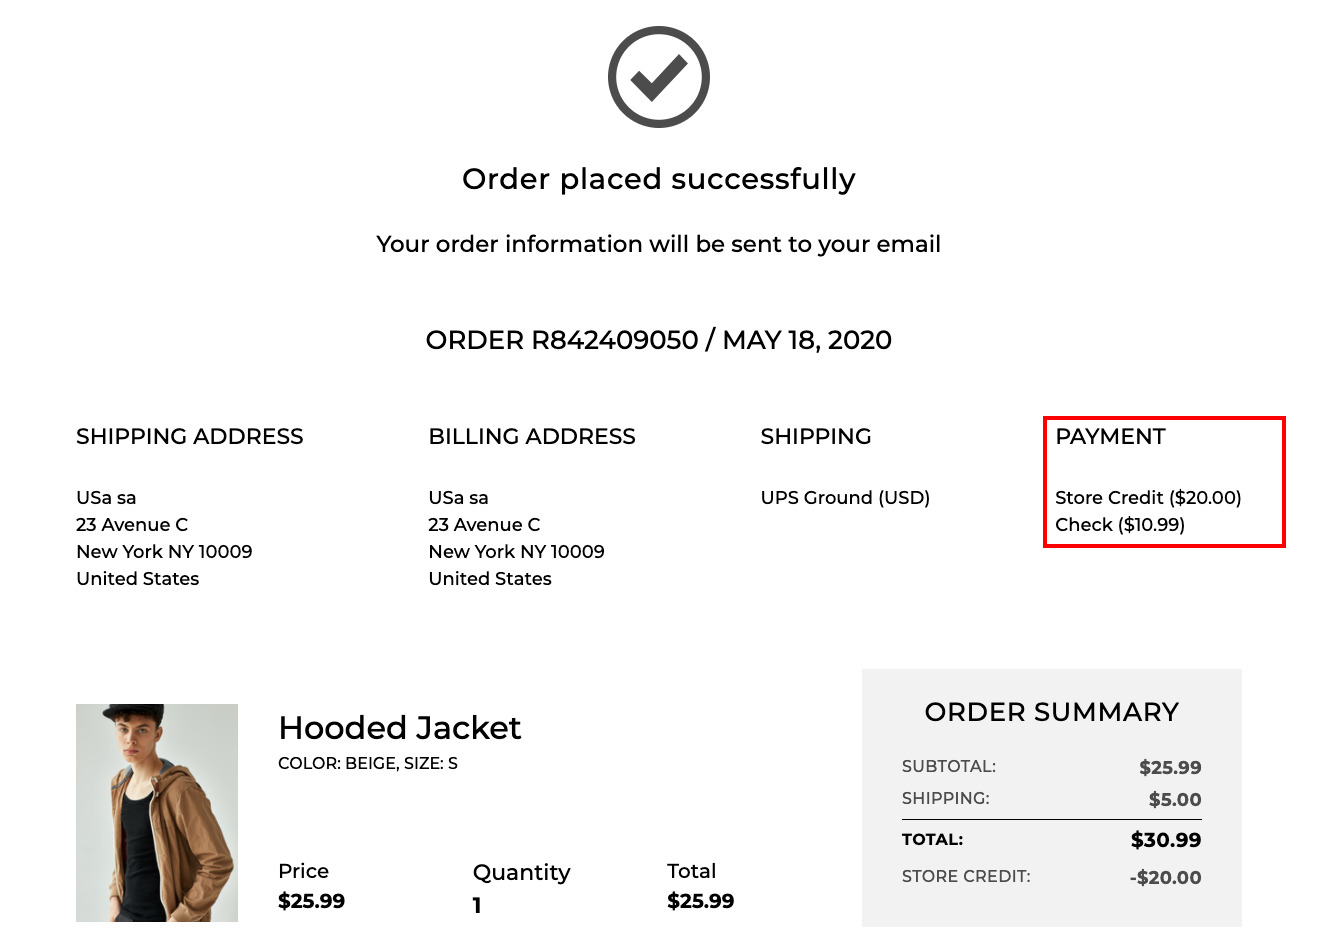 Order placed successfully
Your order information will be sent to your email
ORDER R842409050 / MAY 18, 2020
SHIPPING ADDRESS
USa sa
23 Avenue C
New York NY 10009
United States
BILLING ADDRESS
USa sa
23 Avenue C
New York NY 10009
United States
SHIPPING
UPS Ground (USD)
PAYMENT
Store Credit ($20.00)
Check ($10.99)
Hooded Jacket
COLOR: BEIGE, SIZE: S
Price
$25.99
Quantity
1
Total
$25.99
ORDER SUMMARY
SUBTOTAL: $25.99
SHIPPING: $5.00
TOTAL: $30.99
STORE CREDIT: -$20.00